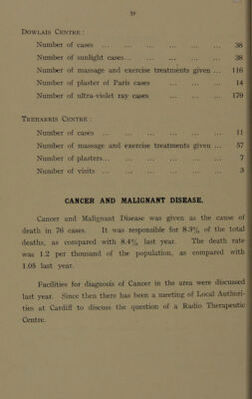 59
DOWLAIS CENTRE :
Number of cases ... ... ... ... ... 38
Number of sunlight cases... ... ... ... 38
Number of massage and exercise treatments given ... 116
Number of plaster of Paris cases ... ... 14
Number of ultra-violet ray cases ... ... 179
TREHARRIS CENTRE :
Number of cases ... ... ... ... ... 11
Number of massage and exercise treatments given ... 57
Number of plasters... ... ... ... ... 7
Number of visits ... ... ... ... ... 3
CANCER AND MALIGNANT DISEASE.
Cancer and Malignant Disease was given as the cause of
death in 76 cases. It was responsible for 8.3% of the total
deaths, as compared with 8.4% last year. The death rate
was 1.2 per thousand of the population, as compared with
1.05 last year.
Facilities for diagnosis of Cancer in the area were discussed
last year. Since then there has been a meeting of Local Authori-
ties at Cardiff to discuss the question of a Radio Therapeutic
Centre.